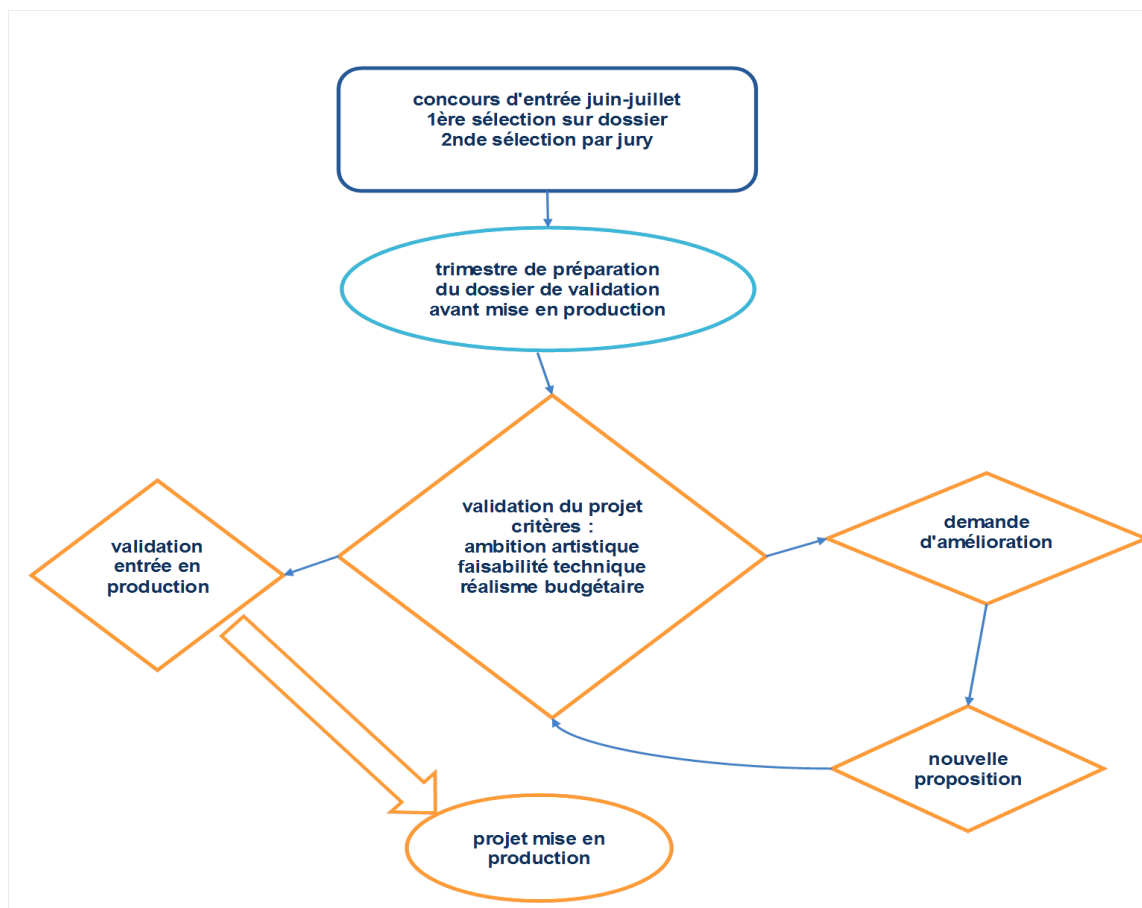 concours d'entrée juin-juillet
1ère sélection sur dossier
2nde sélection par jury
trimestre de préparation
du dossier de validation
avant mise en production
validation du projet
critères :
ambition artistique
faisabilité technique
réalisme budgétaire
validation
entrée en
production
demande
d'amélioration
nouvelle
proposition
projet mise en
production